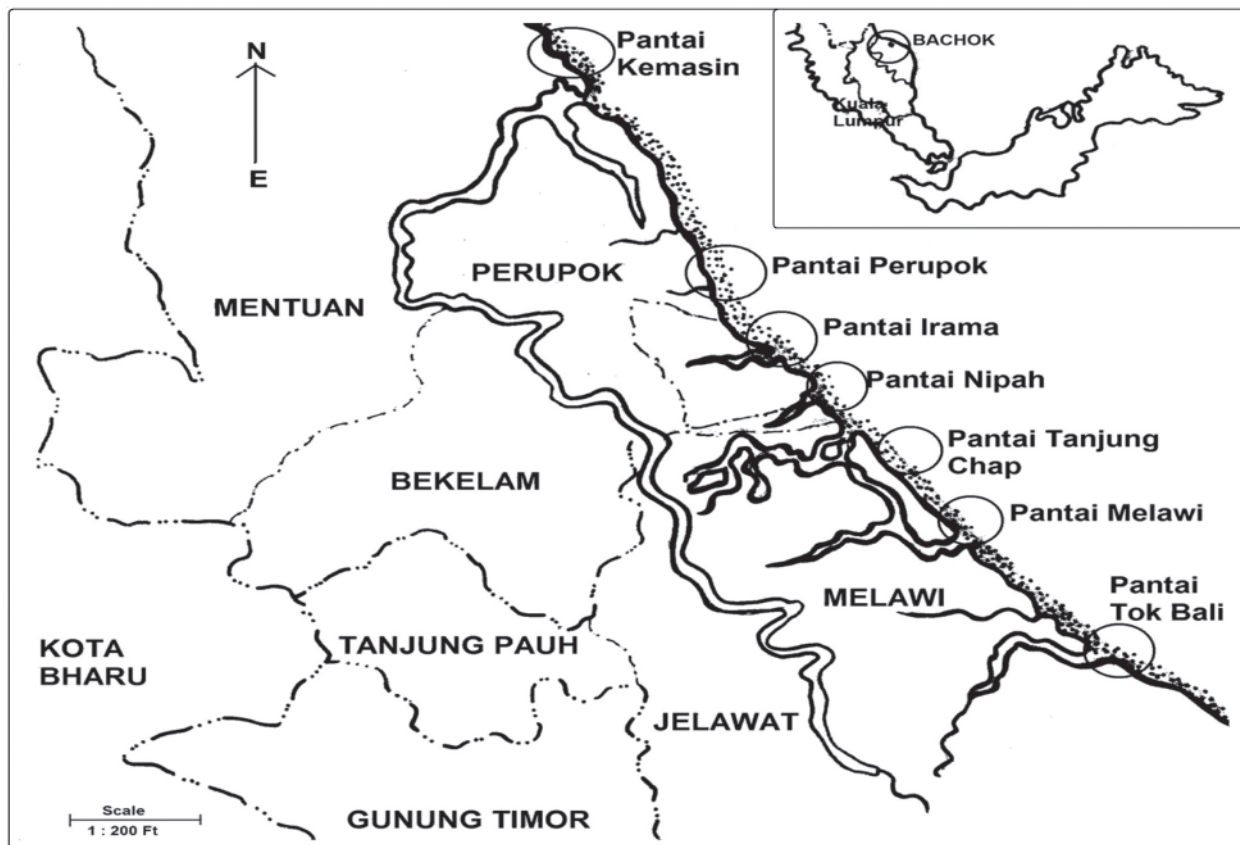 Pantai
Kemasin
N
E
BACHOK
Kuala
Lumpur
PERUPOK
Pantai Perupok
MENTUAN
Pantai Irama
Pantai Nipah
Pantai Tanjung
Chap
BEKELAM
Pantai Melawi
MELAWI
Pantai
Tok Bali
KOTA
BHARU
TANJUNG PAUH
JELAWAT
Scale
1 : 200 Ft
GUNUNG TIMOR